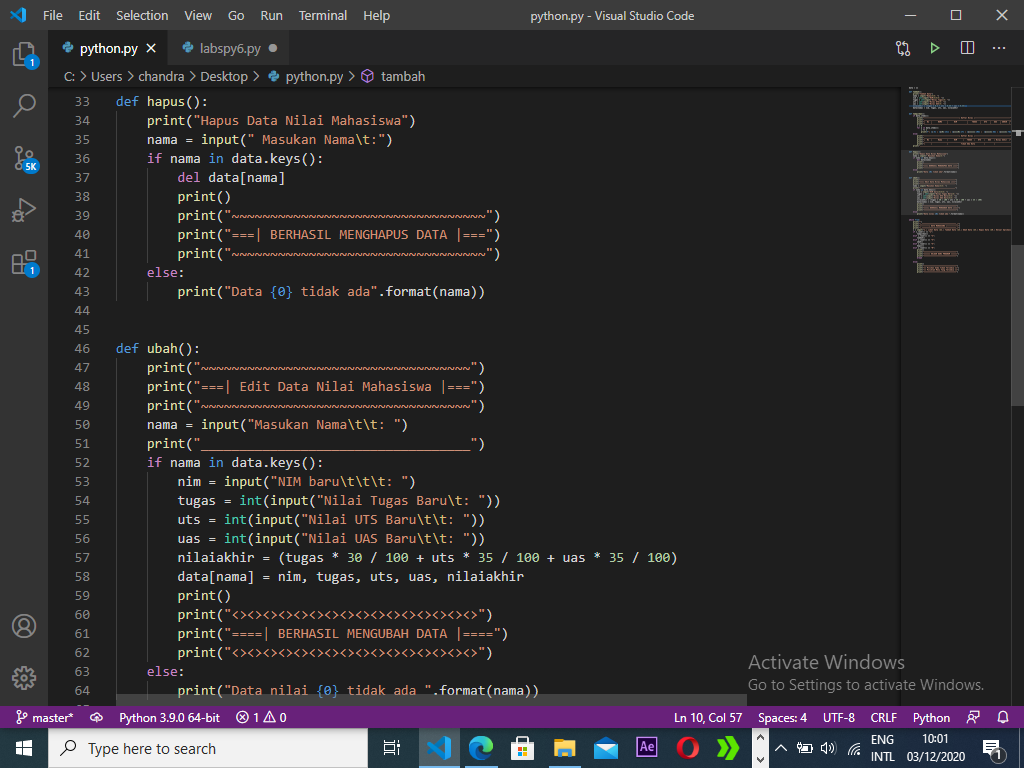 File Edit Selection View Go Run Terminal Help python.py - Visual Studio Code
python.py labspy6.py
C: > Users > chandra > Desktop > python.py > tambah
33 def hapus():
34     print("Hapus Data Nilai Mahasiswa")
35     nama = input(" Masukan Nama\t:")
36     if nama in data.keys():
37         del data[nama]
38         print()
39         print("~~~~~~~~~~~~~~~~~~~~~~~~~~~~~~~~~")
40         print("===| BERHASIL MENGHAPUS DATA |===")
41         print("~~~~~~~~~~~~~~~~~~~~~~~~~~~~~~~~~")
42     else:
43         print("Data {0} tidak ada".format(nama))
44
45
46 def ubah():
47     print("~~~~~~~~~~~~~~~~~~~~~~~~~~~~~~~~~~~")
48     print("===| Edit Data Nilai Mahasiswa |===")
49     print("~~~~~~~~~~~~~~~~~~~~~~~~~~~~~~~~~~~")
50     nama = input("Masukan Nama\t\t: ")
51     print("___________________________________")
52     if nama in data.keys():
53         nim = input("NIM baru\t\t\t: ")
54         tugas = int(input("Nilai Tugas Baru\t: "))
55         uts = int(input("Nilai UTS Baru\t\t: "))
56         uas = int(input("Nilai UAS Baru\t\t: "))
57         nilaiakhir = (tugas * 30 / 100 + uts * 35 / 100 + uas * 35 / 100)
58         data[nama] = nim, tugas, uts, uas, nilaiakhir
59         print()
60         print("<><><><><><><><><><><><><><><><>")
61         print("====| BERHASIL MENGUBAH DATA |====")
62         print("<><><><><><><><><><><><><><><><>")
63     else:
64         print("Data nilai {0} tidak ada ".format(nama))
1
5K
1
Activate Windows
Go to Settings to activate Windows.
master* Python 3.9.0 64-bit 1 0 Ln 10, Col 57 Spaces: 4 UTF-8 CRLF Python
Type here to search
Ae
ENG
INTL
10:01
03/12/2020
1